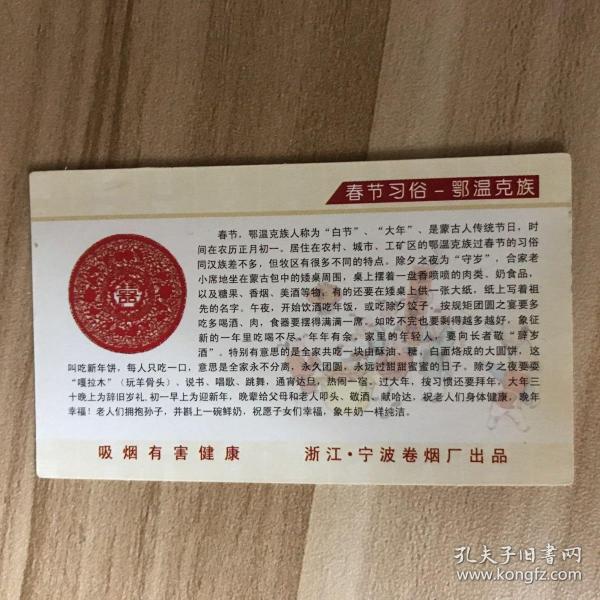 春节习俗－鄂温克族
春节，鄂温克族人称为“白节”、“大年”、是蒙古人传统节日，时
间在农历正月初一。居住在农村、城市、工矿区的鄂温克族过春节的习俗
同汉族差不多，但牧区有很多不同的特点。除夕之夜为“守岁”，合家老
小席地坐在蒙古包中的矮桌周围，桌上摆着一盘香喷喷的肉类、奶食品，
以及糖果、香烟、美酒等物；有的还要在矮桌上供一张大纸，纸上写着祖
先的名字。午夜，开始饮酒吃年饭，或吃除夕饺子。按规矩团圆之宴要多
吃多喝酒、肉，食器要摆得满满一席。如吃不完也要剩得越多越好，象征
新的一年里吃喝不尽，年年有余。家里的年轻人，要向长者敬“辞岁
酒”。特别有意思的是全家共吃一块由酥油，糖，白面烙成的大圆饼，这
叫吃新年饼，每人只吃一口，意思是全家永不分离，永久团圆，永远过甜甜蜜蜜的日子。除夕之夜要耍
“嘎拉木”（玩羊骨头）、说书、唱歌、跳舞，通宵达旦，热闹一宿。过大年，按习惯还要拜年，大年三
十晚上为辞旧岁礼，初一早上为迎新年，晚辈给父母和老人叩头、敬酒、献哈达，祝老人们身体健康，晚年
幸福！老人们拥抱孙子，并斟上一碗鲜奶，祝愿子女们幸福，象牛奶一样纯洁。
吸烟有害健康 浙江·宁波卷烟厂出品
孔夫子旧书网
www.kongfz.com